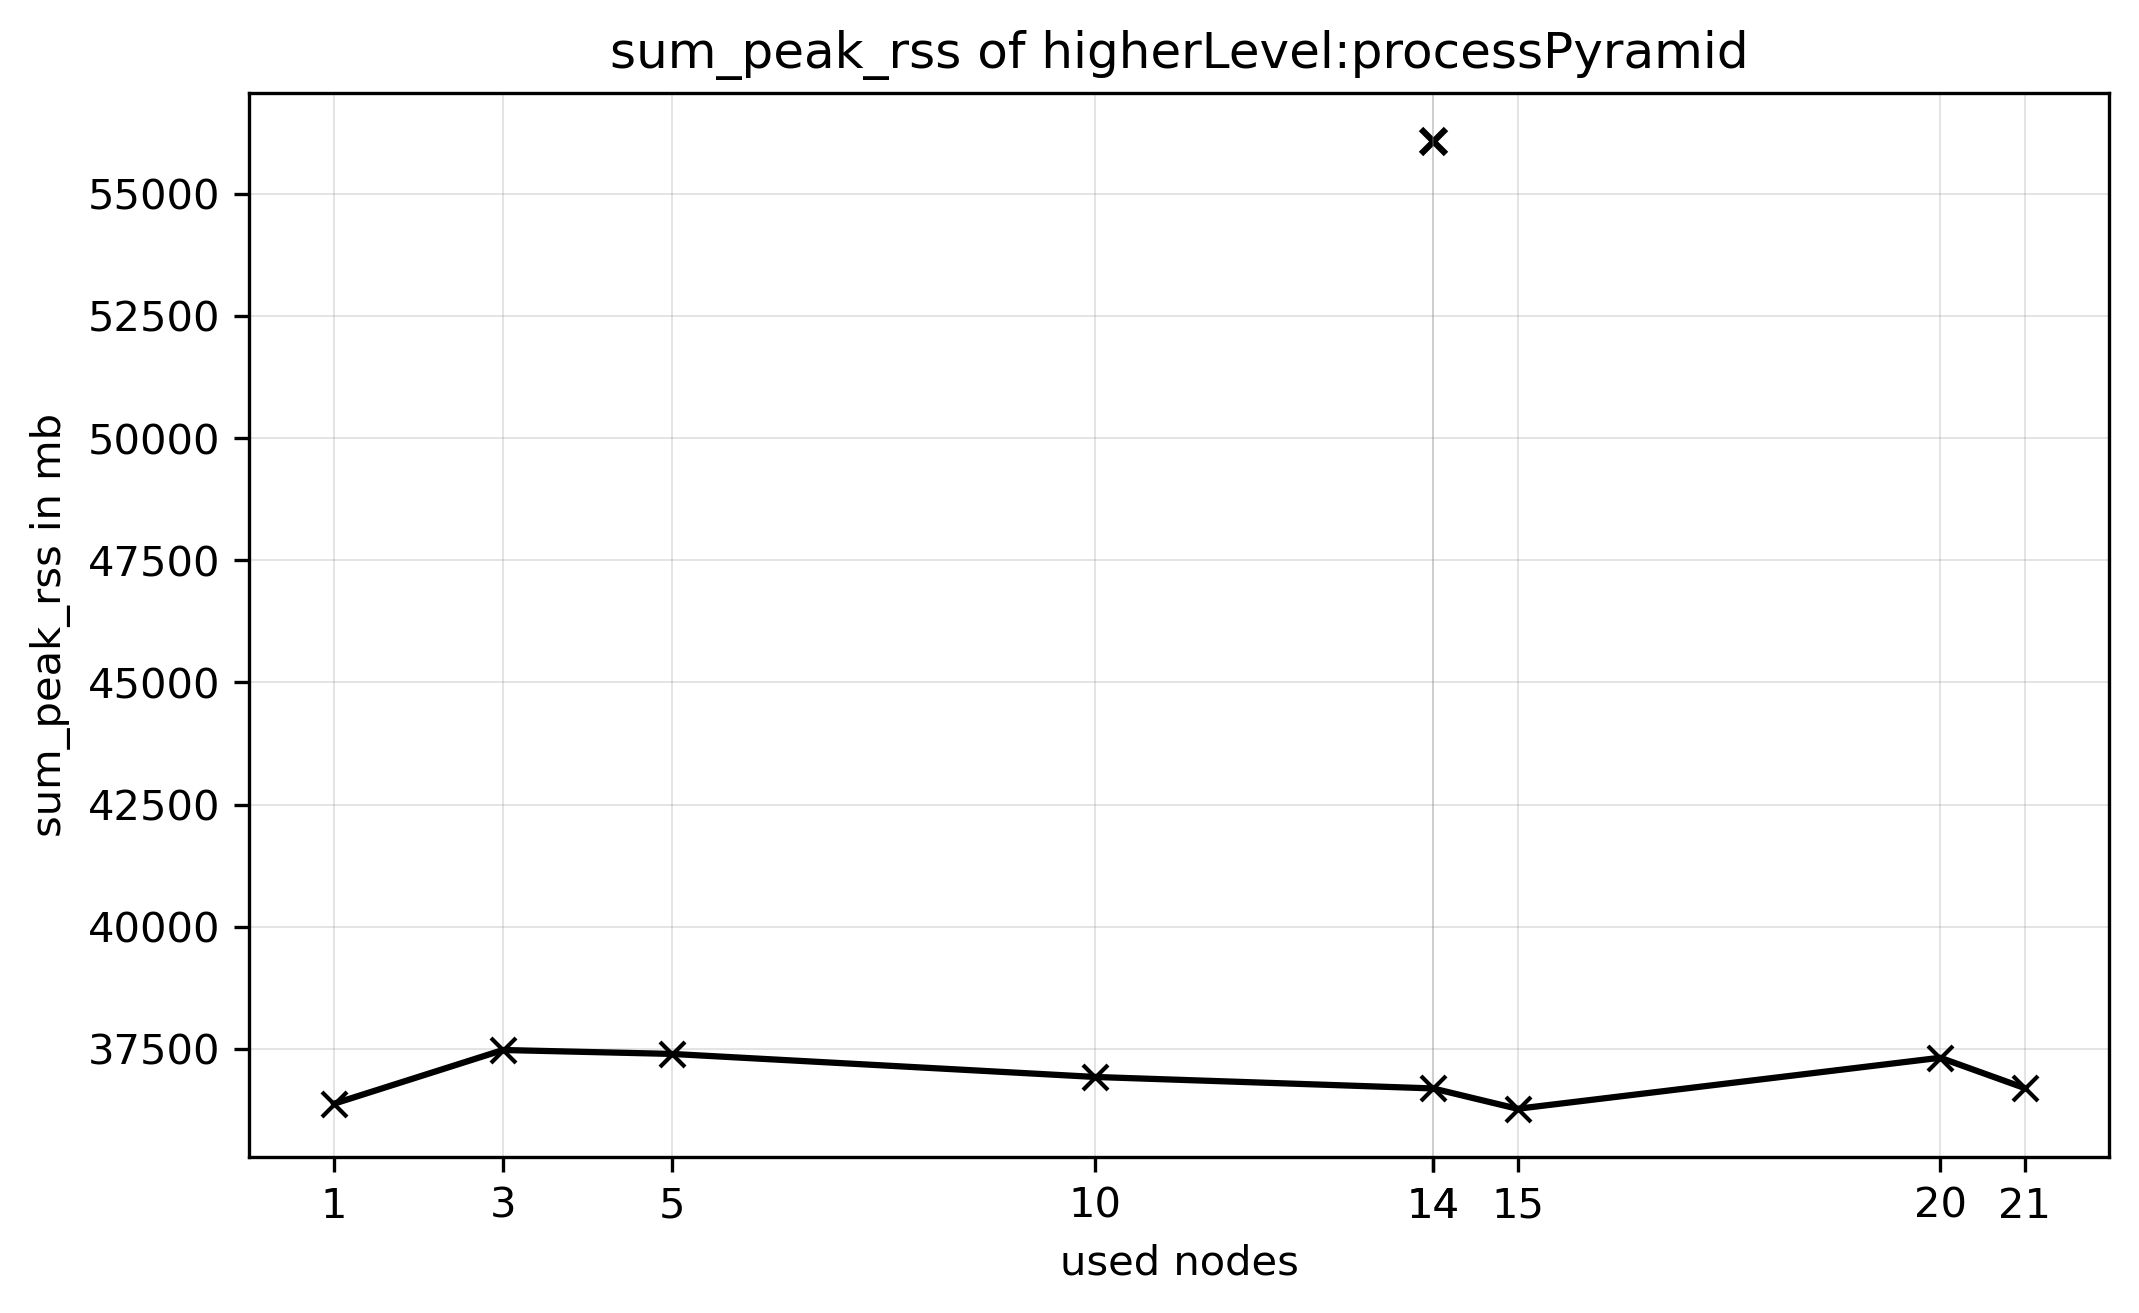 sum_peak_rss of higherLevel:processPyramid
sum_peak_rss in mb
55000
52500
50000
47500
45000
42500
40000
37500
1 3 5 10 14 15 20 21
used nodes